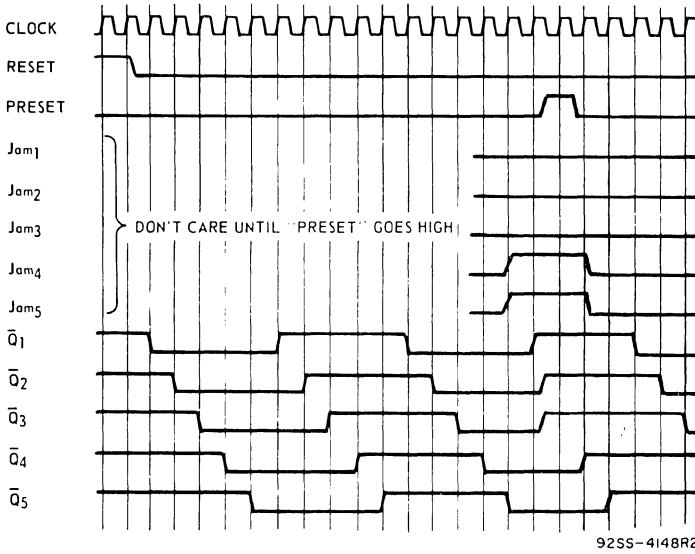 CLOCK
RESET
PRESET
Jam1
Jam2
Jam3
DON'T CARE UNTIL "PRESET" GOES HIGH
Jam4
Jam5
Q̅1
Q̅2
Q̅3
Q̅4
Q̅5
92SS-4148R2